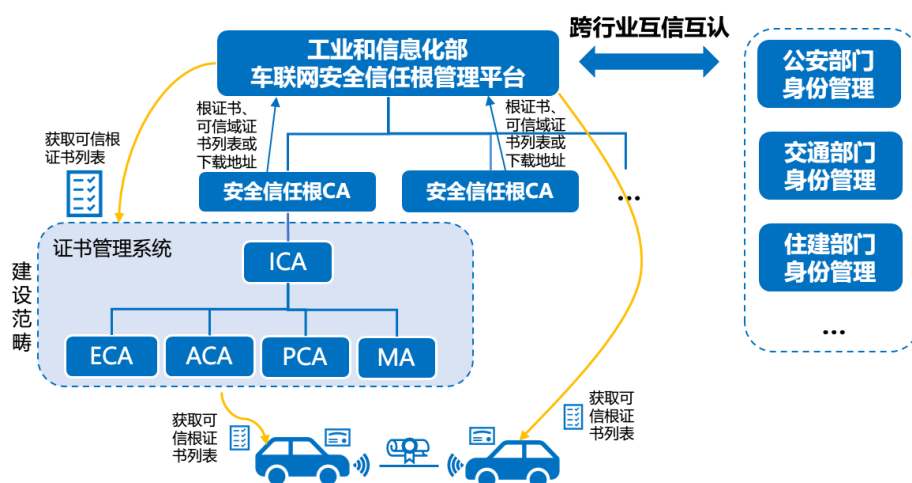 工业和信息化部
车联网安全信任根管理平台
跨行业互信互认
公安部门
身份管理
交通部门
身份管理
住建部门
身份管理
...
获取可信根
证书列表
根证书、
可信域证
书列表或
下载地址
根证书、
可信域证
书列表或
下载地址
安全信任根CA
安全信任根CA
...
建设范畴
证书管理系统
ICA
ECA
ACA
PCA
MA
获取可
信根证
书列表
获取可
信根证
书列表